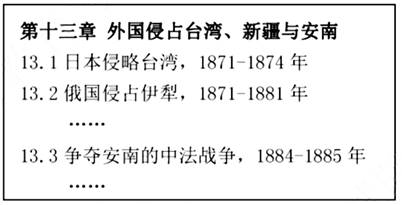 第十三章 外国侵占台湾、新疆与安南
13.1 日本侵略台湾，1871-1874 年
13.2 俄国侵占伊犁，1871-1881 年
……
13.3 争夺安南的中法战争，1884-1885 年
……